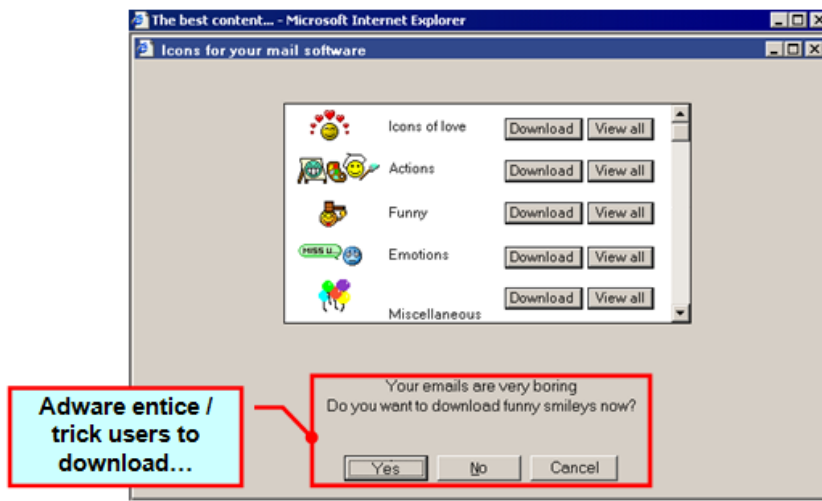 The best content... - Microsoft Internet Explorer
Icons for your mail software
Icons of love Download View all
Actions Download View all
Funny Download View all
MISS U... Emotions Download View all
Miscellaneous Download View all
Your emails are very boring
Do you want to download funny smileys now?
Yes No Cancel
Adware entice /
trick users to
download...